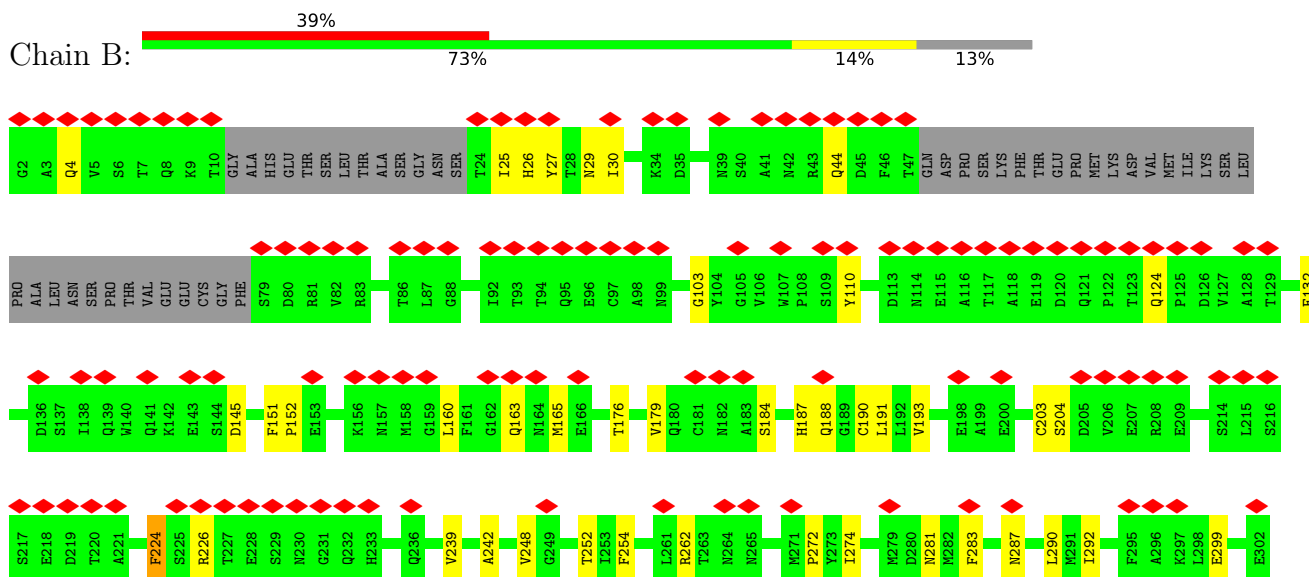 39%
Chain B:
73% 14% 13%
G2 A3 Q4 V5 S6 T7 Q8 K9 T10 GLY ALA HIS GLU THR SER LEU THR ALA SER GLY ASN SER T24 I25 H26 Y27 T28 N29 I30 K34 D35 N39 S40 A41 N42 R43 Q44 D45 F46 T47 GLN ASP PRO SER LYS PHE THR GLU PRO MET LYS ASP VAL MET ILE LYS SER LEU
PRO ALA LEU ASN SER PRO THR VAL GLU GLU CYS GLY PHE S79 D80 R81 V82 R83 T86 L87 G88 I92 T93 T94 Q95 E96 C97 A98 N99 G103 Y104 G105 V106 W107 P108 S109 Y110 D113 N114 E115 A116 T117 A118 E119 D120 Q121 P122 T123 Q124 P125 D126 V127 A128 T129
D136 S137 I138 Q139 W140 Q141 K142 E143 S144 D145 F151 P152 E153 K156 N157 M158 G159 L160 F161 G162 Q163 N164 M165 E166 T176 V179 Q180 C181 N182 A183 S184 H187 Q188 G189 C190 L191 L192 V193 E198 A199 E200 C203 S204 D205 V206 E207 R208 E209 S214 L215 S216
S217 E218 D219 T220 A221 F224 S225 R226 T227 E228 S229 N230 G231 Q232 H233 Q236 V239 A242 V248 G249 T252 I253 F254 L261 R262 T263 N264 N265 M271 P272 Y273 I274 M279 D280 N281 M282 F283 N287 L290 M291 I292 F295 A296 K297 L298 E299 E302